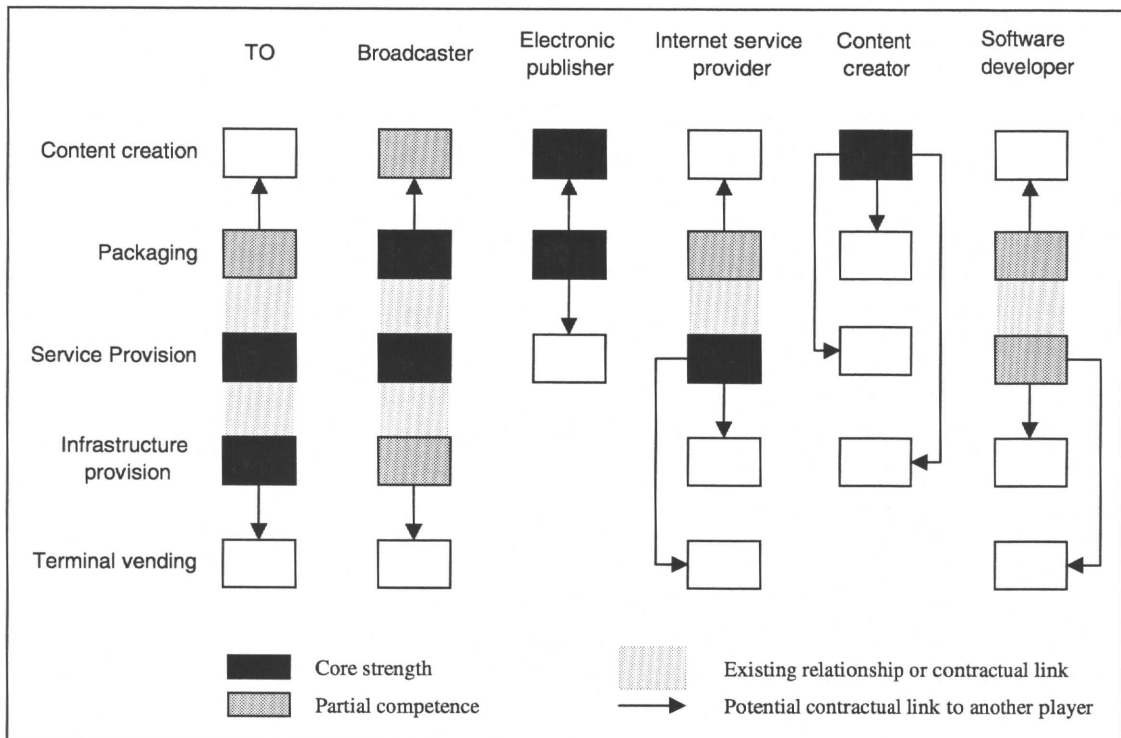 TO
Broadcaster
Electronic
publisher
Internet service
provider
Content
creator
Software
developer
Content creation
Packaging
Service Provision
Infrastructure
provision
Terminal vending
Core strength
Partial competence
Existing relationship or contractual link
Potential contractual link to another player